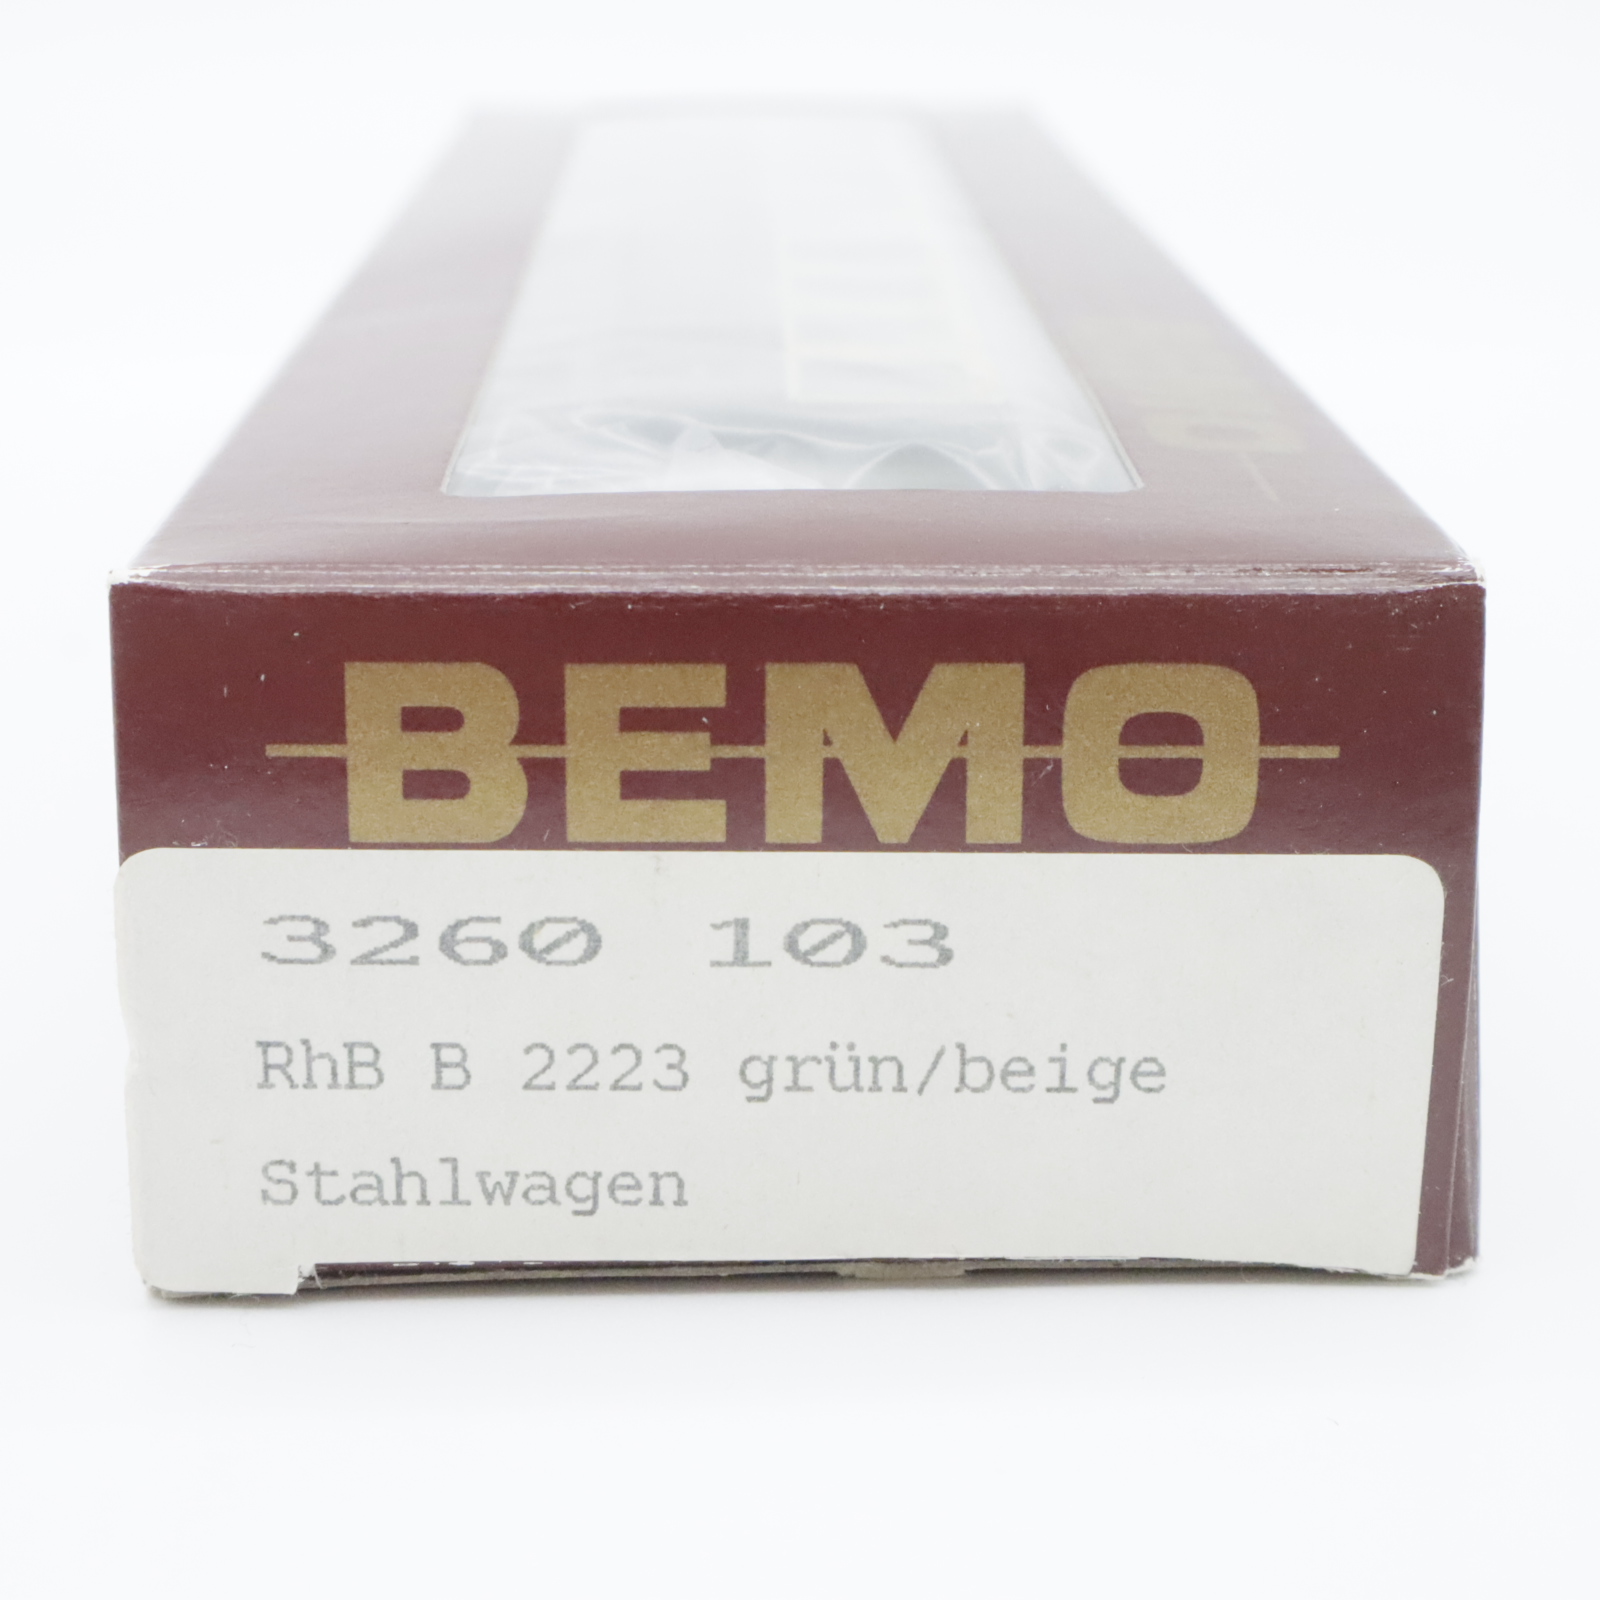 BEMO
3260 103
RhB B 2223 grün/beige
Stahlwagen